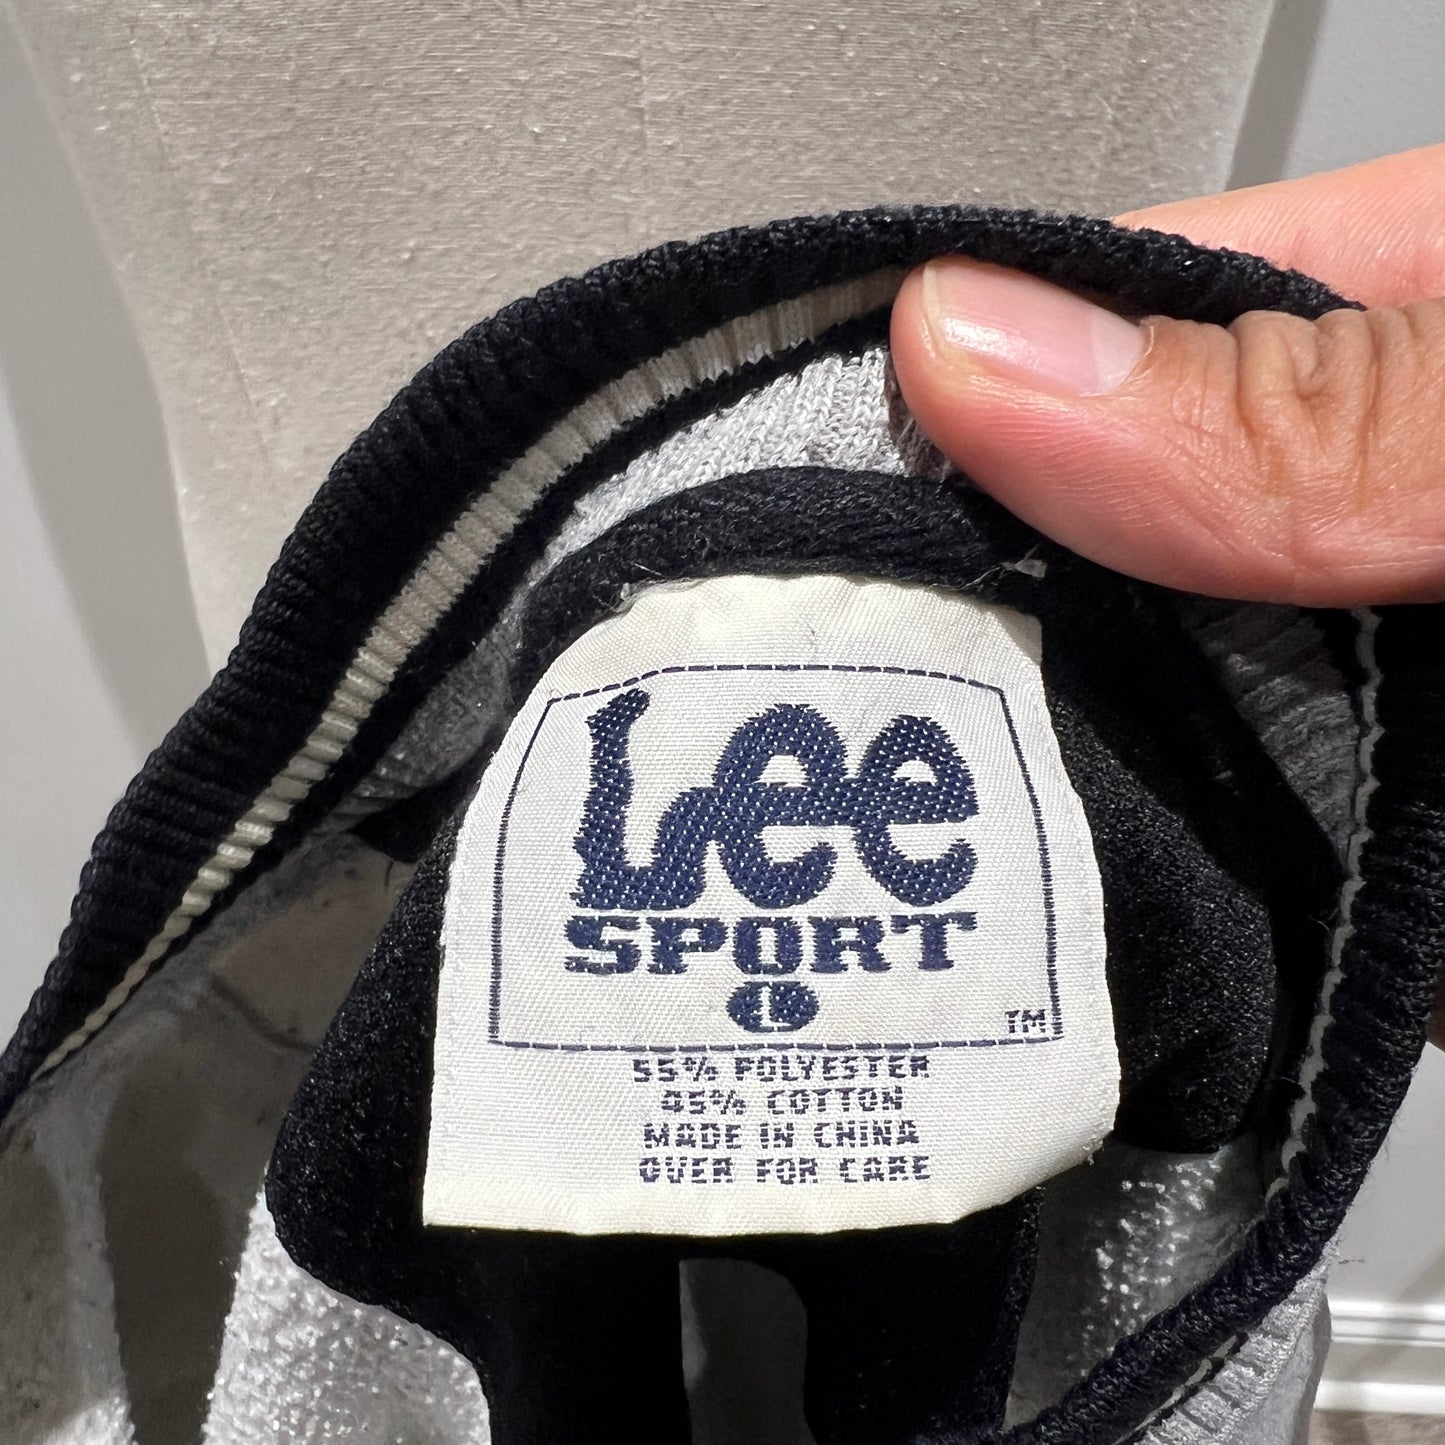 Lee
SPORT
L
TM
55% POLYESTER
45% COTTON
MADE IN CHINA
OVER FOR CARE